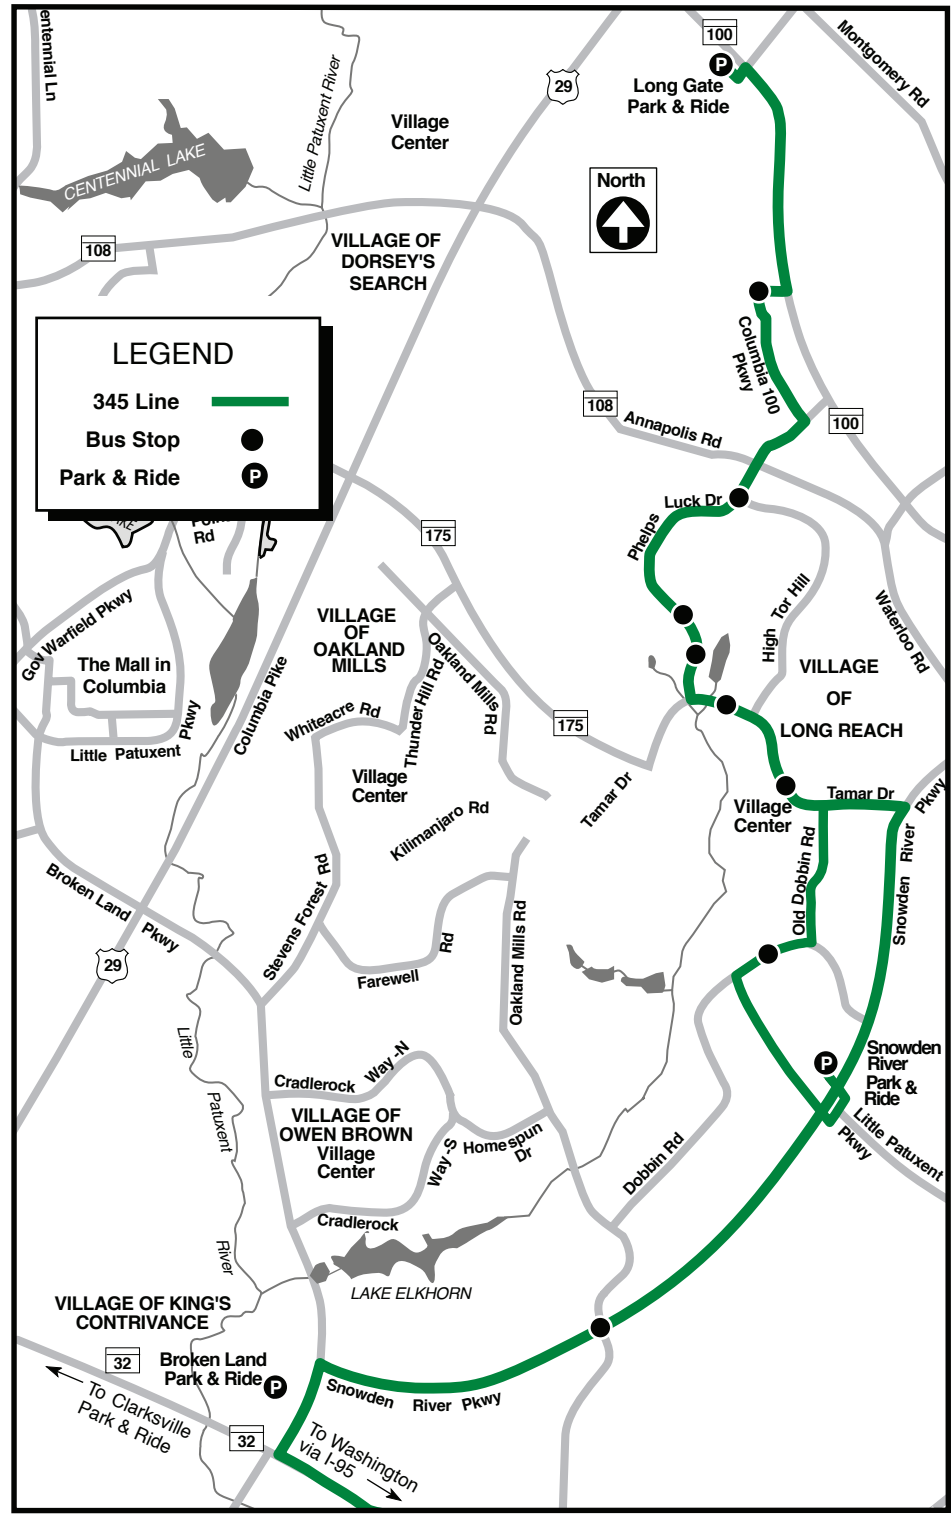 entennial Ln
Little Patuxent River
100
P
Long Gate
Park & Ride
Montgomery Rd
29
Village
Center
CENTENNIAL LAKE
North
108
VILLAGE OF
DORSEY'S
SEARCH
Columbia 100
Pkwy
LEGEND
345 Line
Bus Stop
Park & Ride
P
108
Annapolis Rd
100
Rd
175
Luck Dr
Phelps
Gov Warfield Pkwy
The Mall in
Columbia
Little Patuxent
Pkwy
Columbia Pike
VILLAGE
OF
OAKLAND
MILLS
Oakland Mills
Rd
Thunder Hill Rd
Whiteacre Rd
Village
Center
Kilimanjaro Rd
175
Tamar Dr
High
Tor Hill
Waterloo Rd
VILLAGE
OF
LONG REACH
Village
Center
Tamar Dr
Pkwy
River
Snowden
Old Dobbin Rd
Broken Land
Pkwy
29
Stevens Forest Rd
Farewell
Rd
Oakland Mills Rd
Little
Patuxent
River
Cradlerock
Way -N
VILLAGE OF
OWEN BROWN
Village
Center
Way -S
Homespun
Dr
Cradlerock
LAKE ELKHORN
Dobbin Rd
P
Snowden
River
Park &
Ride
Little Patuxent
Pkwy
VILLAGE OF KING'S
CONTRIVANCE
32
Broken Land
Park & Ride
P
Snowden
River Pkwy
To Clarksville
Park & Ride
32
To Washington
via I-95